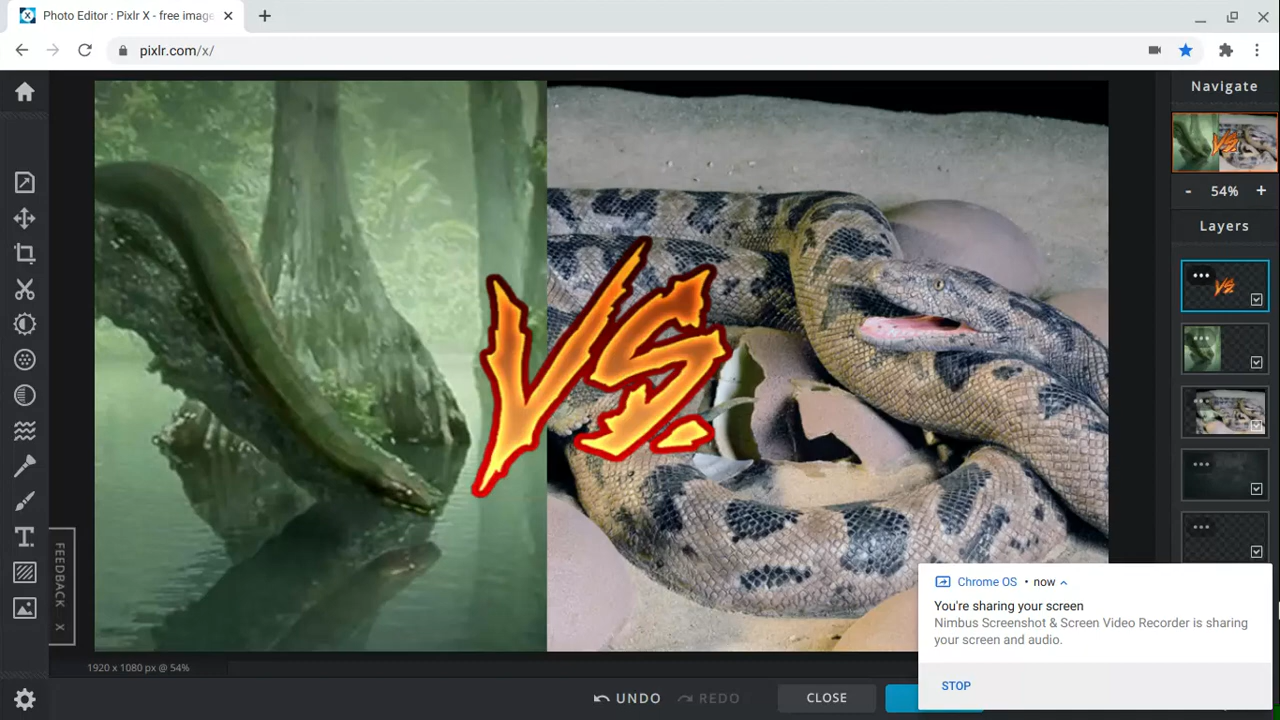 Photo Editor : Pixlr X - free image
pixlr.com/x/
Navigate
- 54% +
Layers
VS.
VS
VS
FEEDBACK X
1920 x 1080 px @ 54%
UNDO REDO CLOSE
Chrome OS • now
You're sharing your screen
Nimbus Screenshot & Screen Video Recorder is sharing
your screen and audio.
STOP